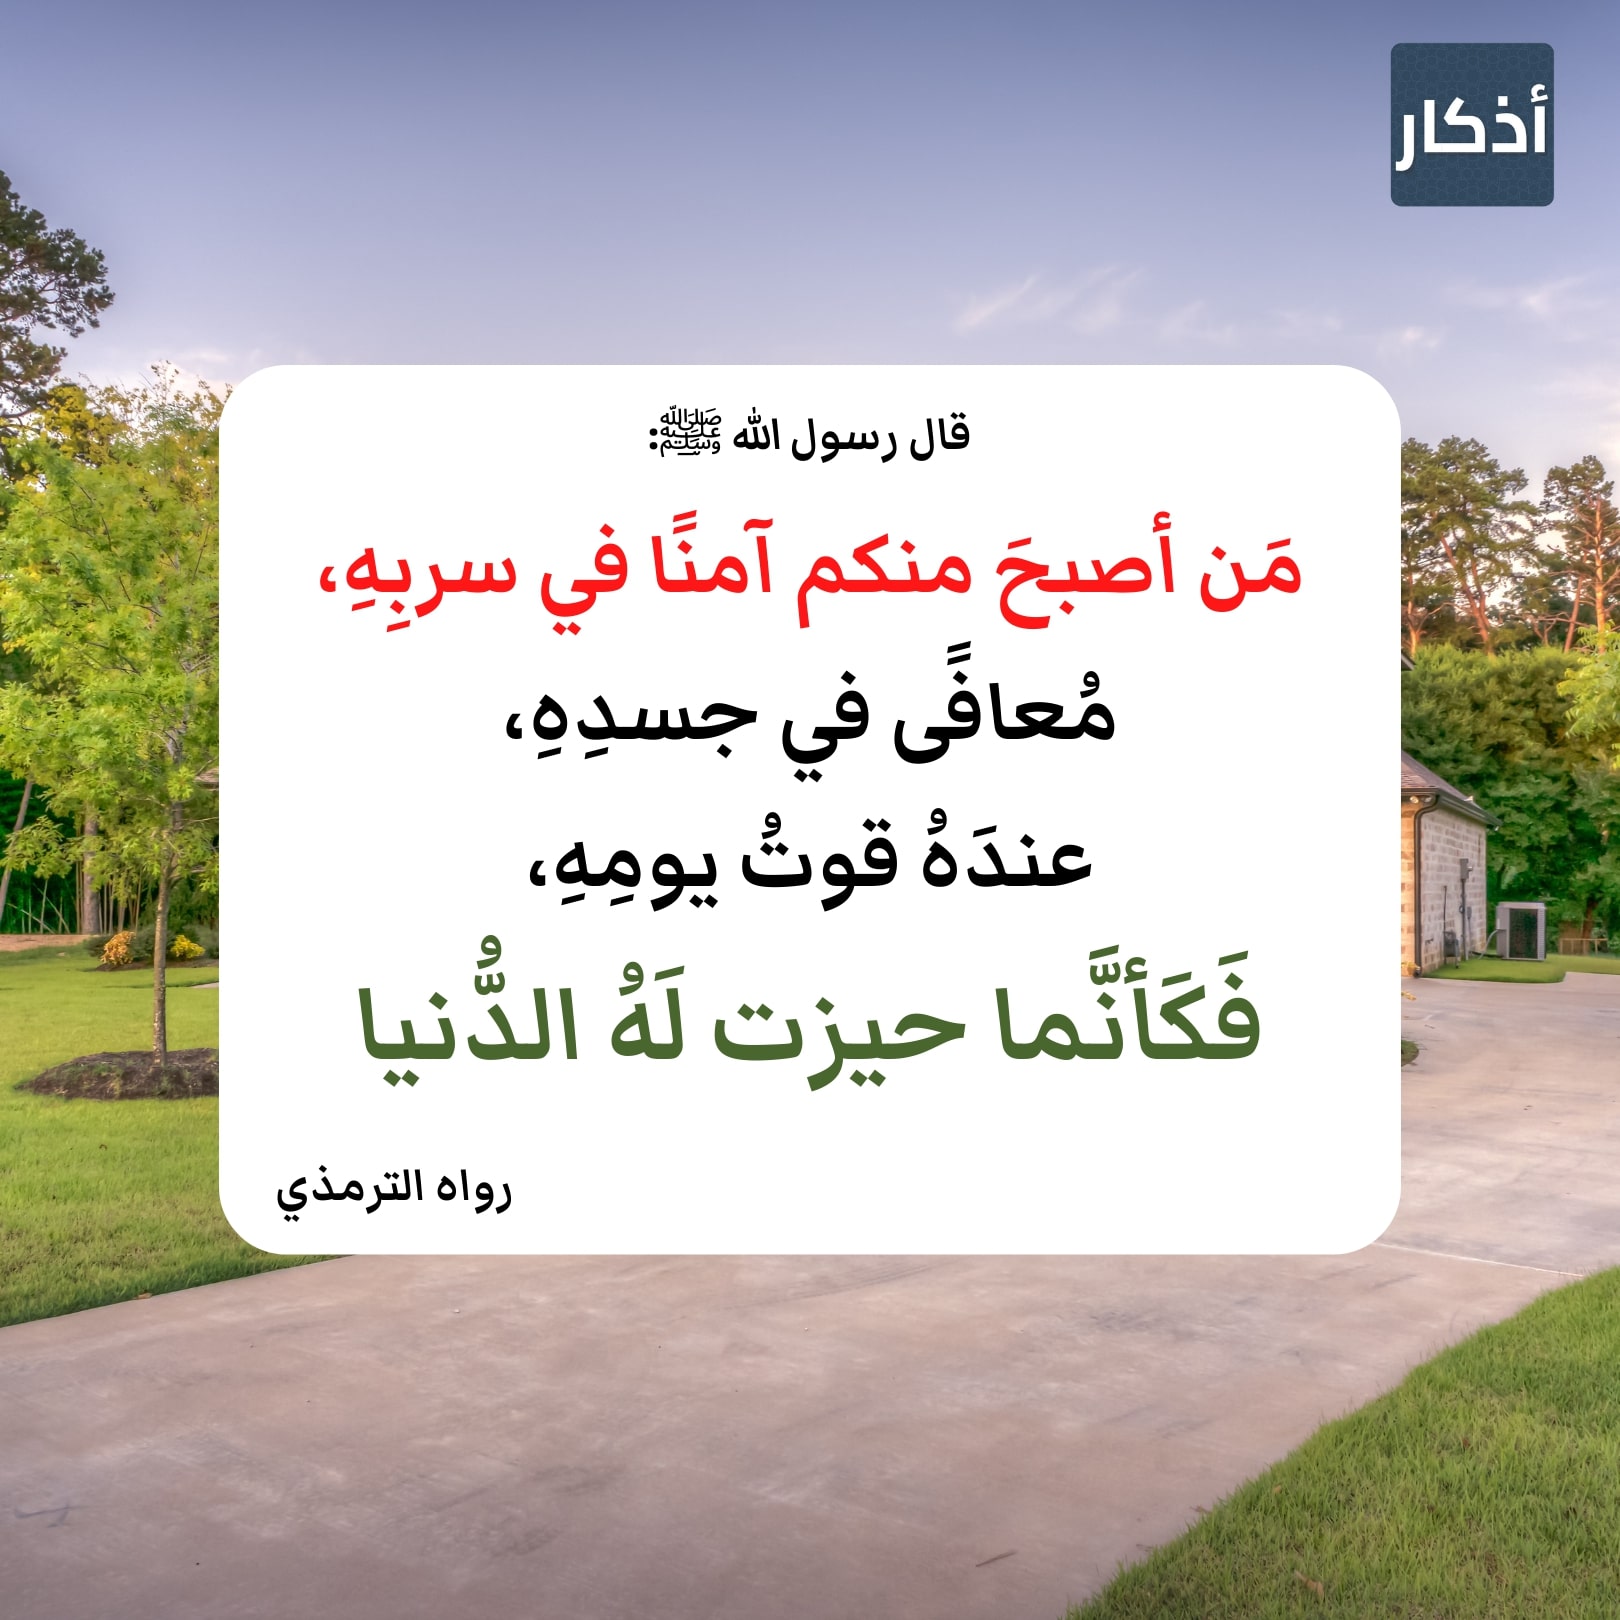 أذكار
قال رسول الله ﷺ:
مَن أصبحَ منكم آمنًا في سربِهِ،
مُعافًى في جسدِهِ،
عندَهُ قوتُ يومِهِ،
فَكَأنَّما حيزت لَهُ الدُّنيا
رواه الترمذي